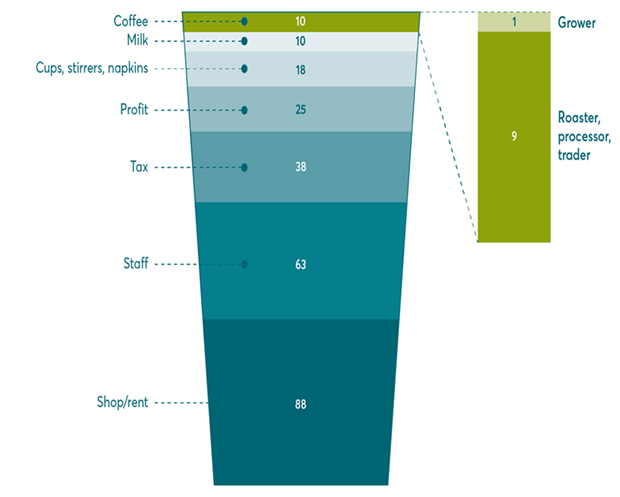 Coffee 10
Milk 10
Cups, stirrers, napkins 18
Profit 25
Tax 38
Staff 63
Shop/rent 88
1 Grower
9 Roaster,
processor,
trader